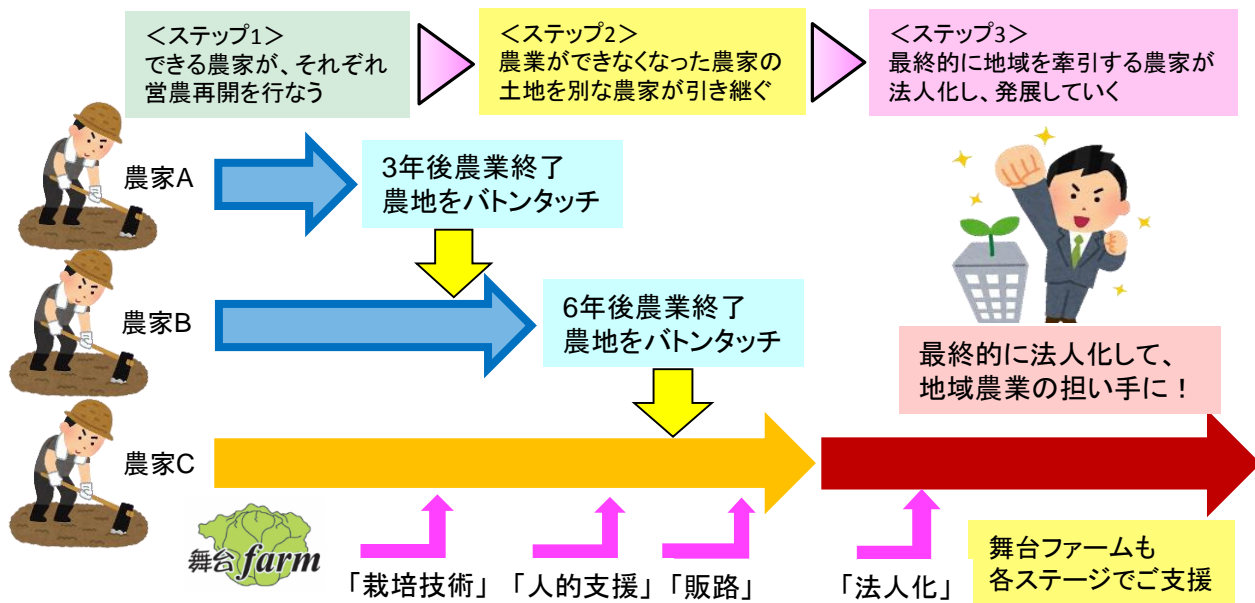 ＜ステップ1＞
できる農家が、それぞれ
営農再開を行なう
＜ステップ2＞
農業ができなくなった農家の
土地を別な農家が引き継ぐ
＜ステップ3＞
最終的に地域を牽引する農家が
法人化し、発展していく
農家A
3年後農業終了
農地をバトンタッチ
農家B
6年後農業終了
農地をバトンタッチ
最終的に法人化して、
地域農業の担い手に！
農家C
舞台farm
「栽培技術」
「人的支援」
「販路」
「法人化」
舞台ファームも
各ステージでご支援